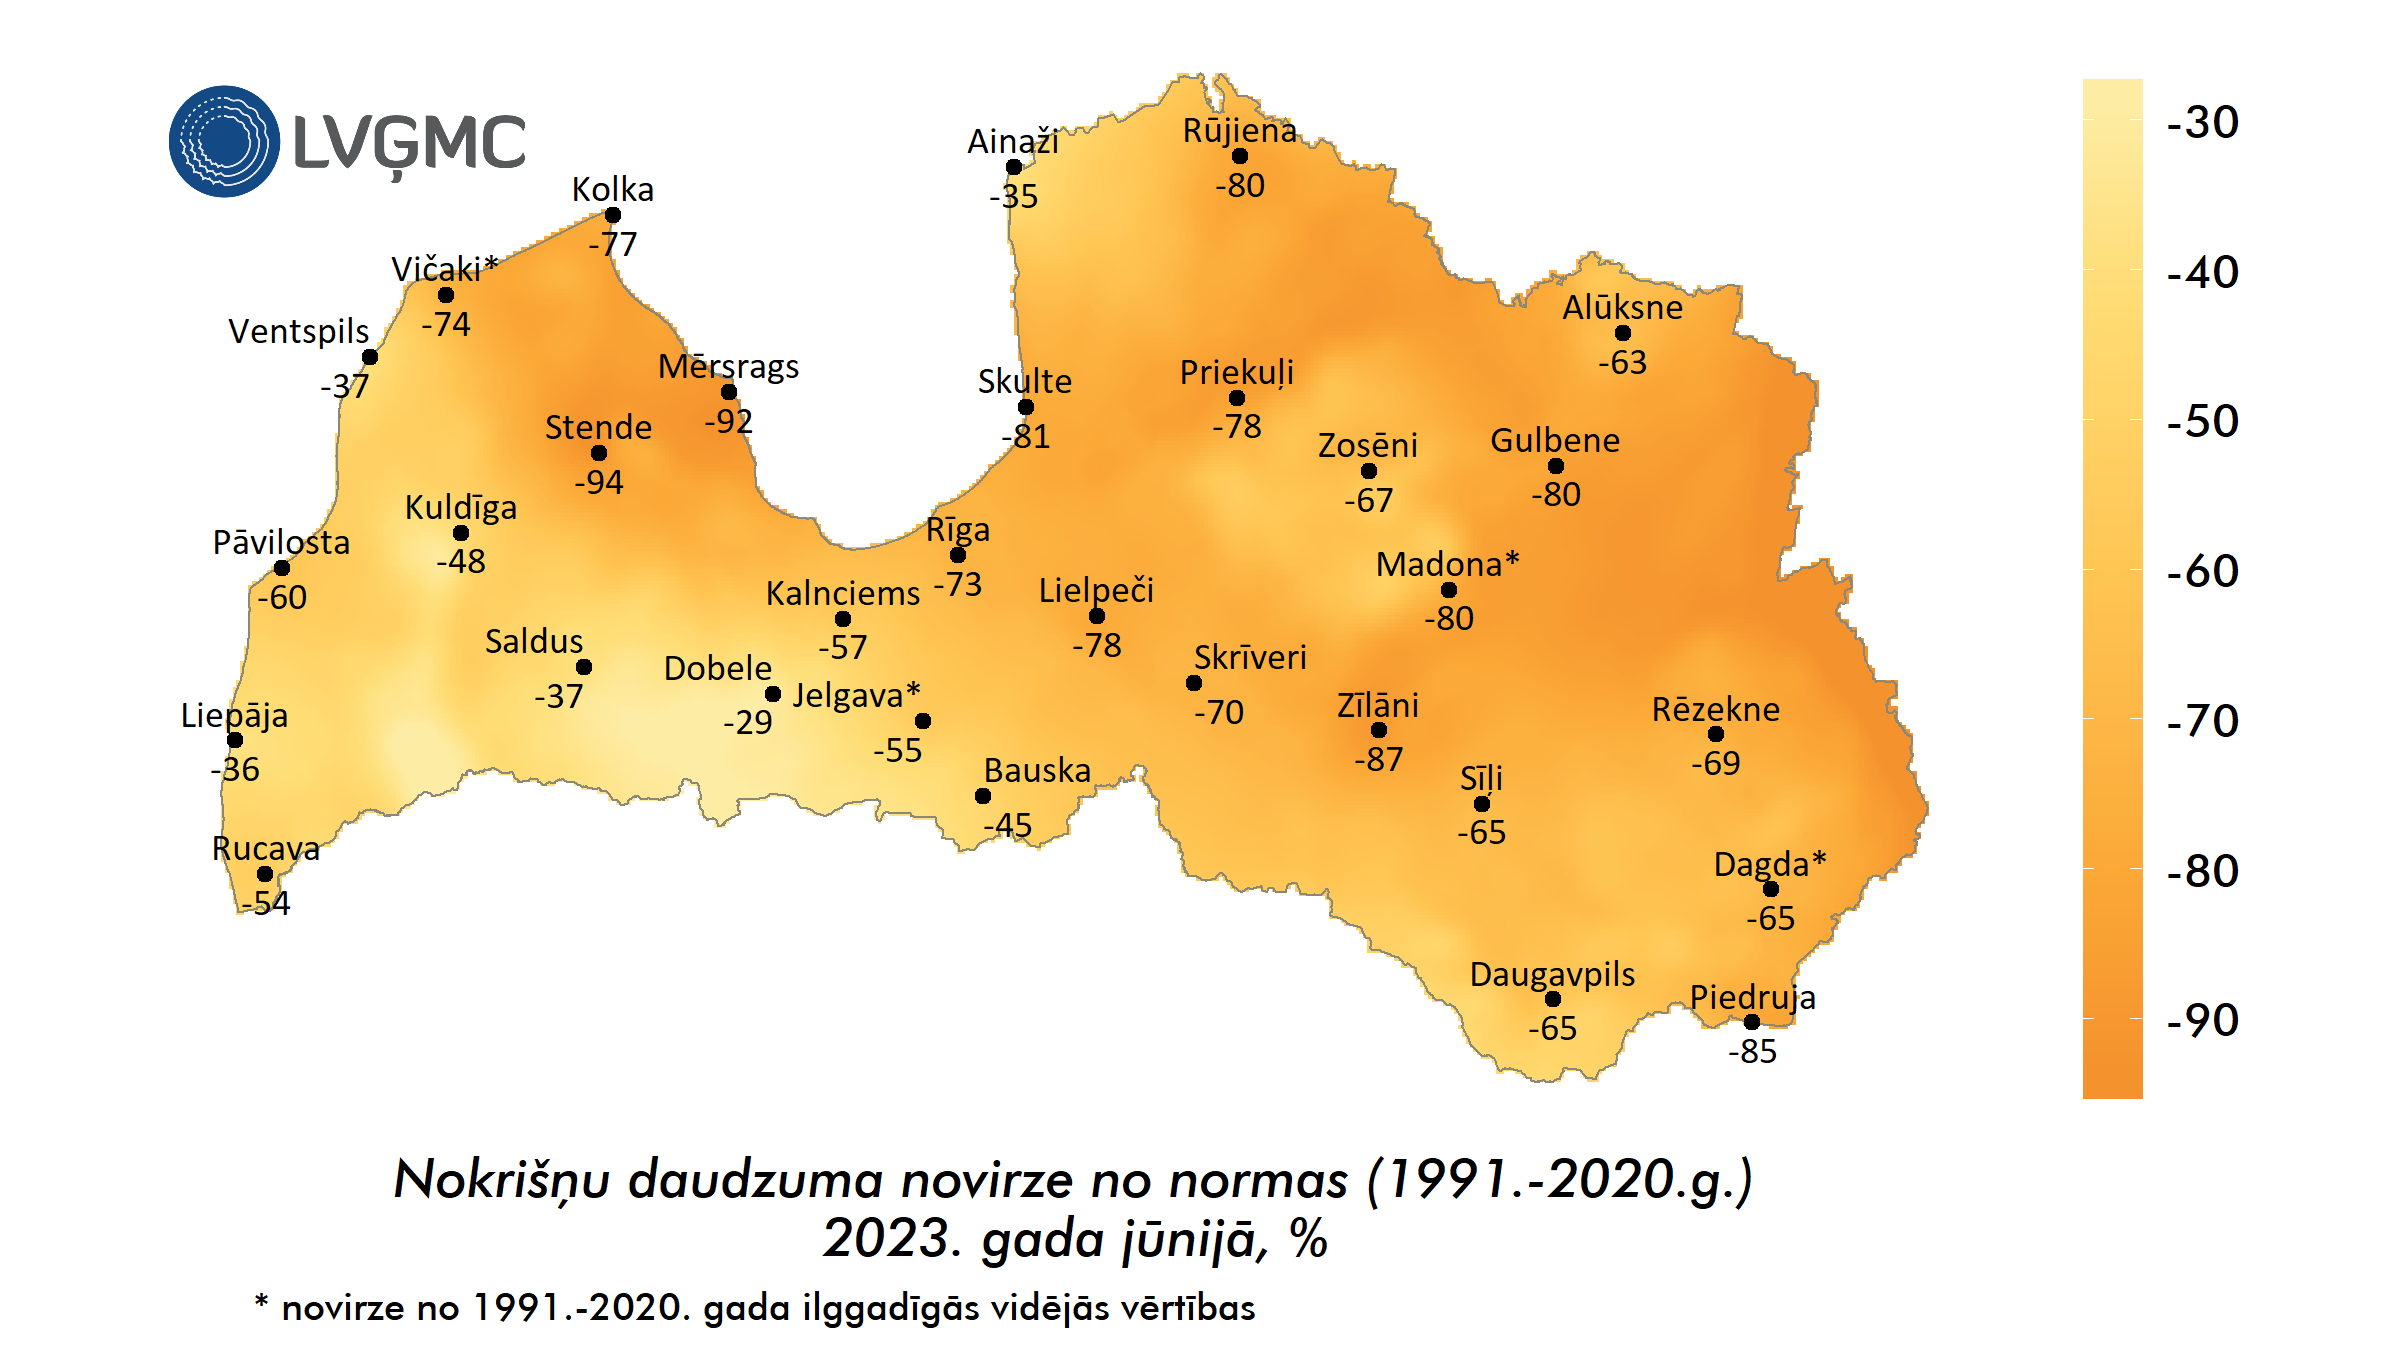 LVĢMC
Ainaži
-35
Rūjiena
-80
Kolka
-77
Vičaki*
-74
Ventspils
-37
Alūksne
-63
Mērsrags
-92
Skulte
-81
Priekuļi
-78
Stende
-94
Zosēni
-67
Gulbene
-80
Kuldīga
-48
Pāvilosta
-60
Rīga
-73
Kalnciems
-57
Lielpeči
-78
Madona*
-80
Saldus
-37
Dobele
-29
Jelgava*
-55
Skrīveri
-70
Zīlāni
-87
Rēzekne
-69
Liepāja
-36
Bauska
-45
Sīļi
-65
Rucava
-54
Dagda*
-65
Daugavpils
-65
Piedruja
-85
-30
-40
-50
-60
-70
-80
-90
Nokrišņu daudzuma novirze no normas (1991.-2020.g.)
2023. gada jūnijā, %
* novirze no 1991.-2020. gada ilggadīgās vidējās vērtības